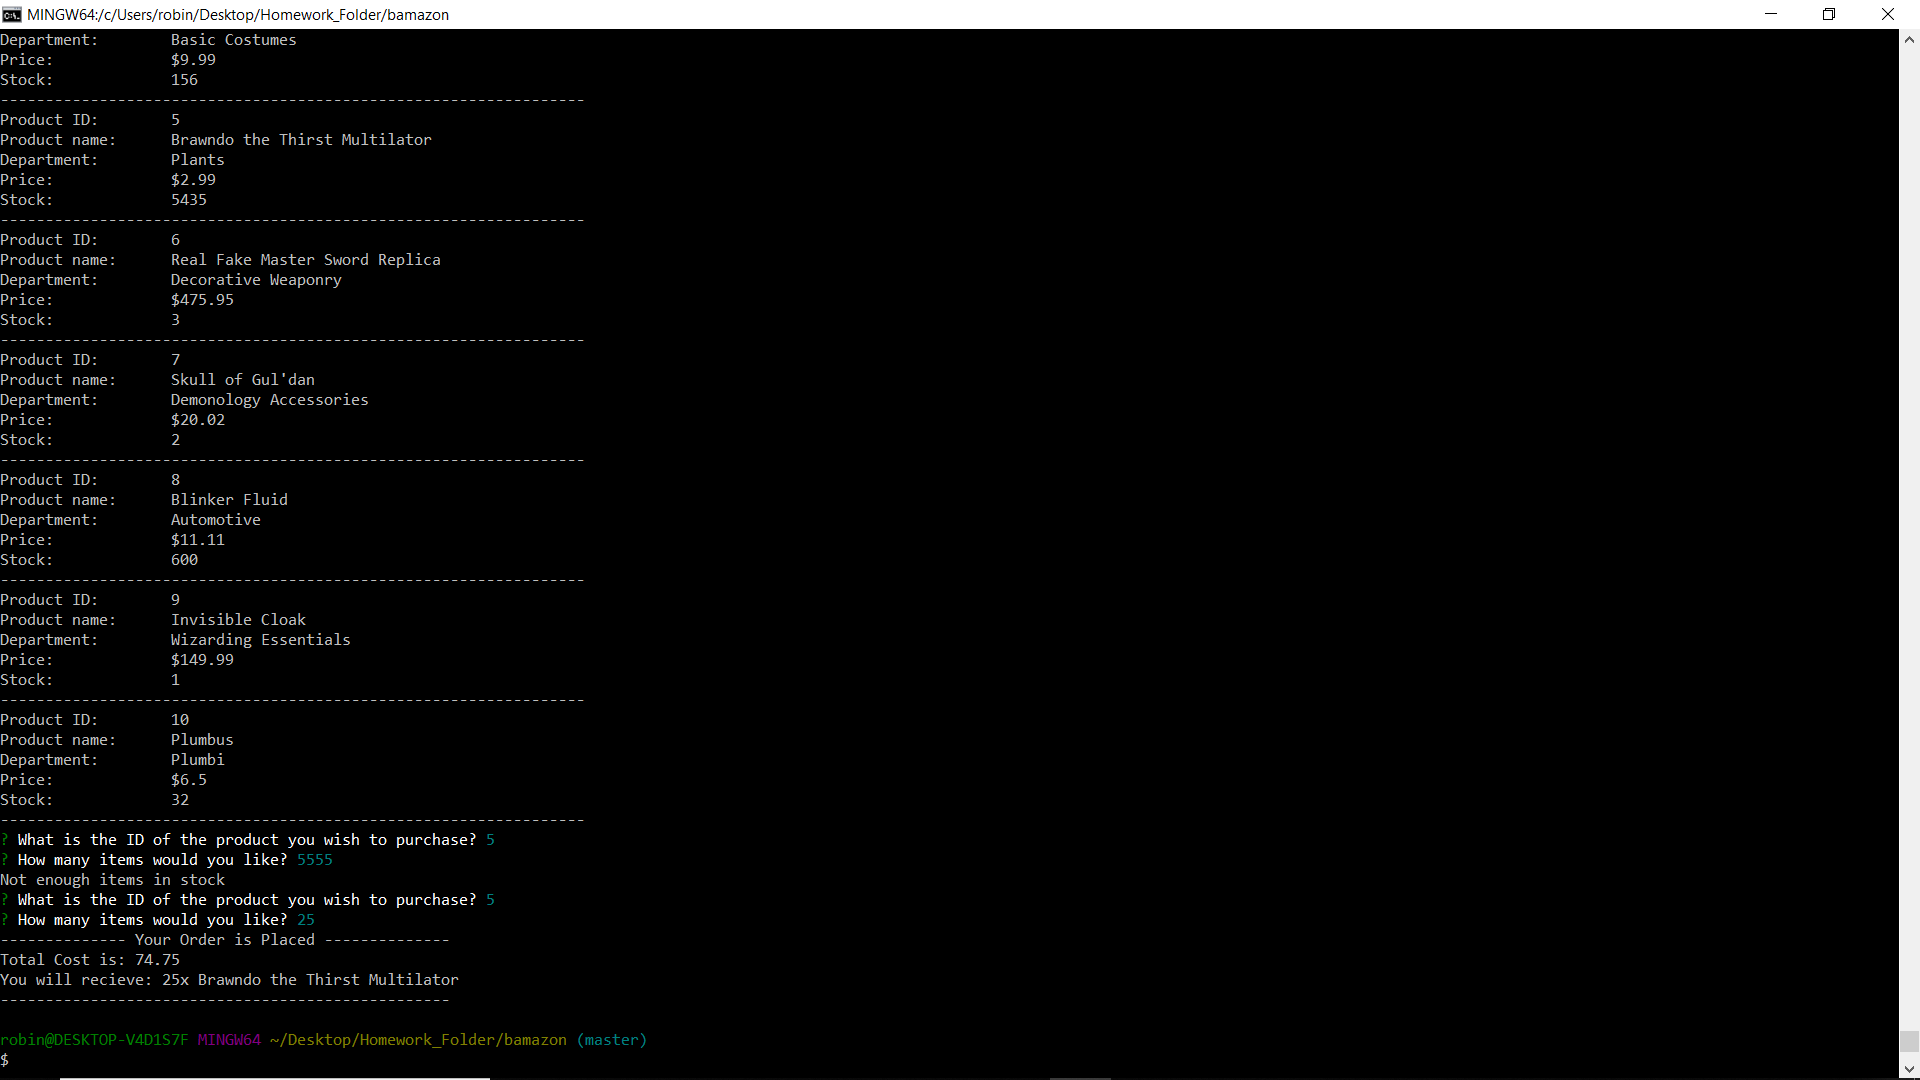 MINGW64:/c/Users/robin/Desktop/Homework_Folder/bamazon
Department: Basic Costumes
Price: $9.99
Stock: 156
-----------------------------------------------------------------
Product ID: 5
Product name: Brawndo the Thirst Multilator
Department: Plants
Price: $2.99
Stock: 5435
-----------------------------------------------------------------
Product ID: 6
Product name: Real Fake Master Sword Replica
Department: Decorative Weaponry
Price: $475.95
Stock: 3
-----------------------------------------------------------------
Product ID: 7
Product name: Skull of Gul'dan
Department: Demonology Accessories
Price: $20.02
Stock: 2
-----------------------------------------------------------------
Product ID: 8
Product name: Blinker Fluid
Department: Automotive
Price: $11.11
Stock: 600
-----------------------------------------------------------------
Product ID: 9
Product name: Invisible Cloak
Department: Wizarding Essentials
Price: $149.99
Stock: 1
-----------------------------------------------------------------
Product ID: 10
Product name: Plumbus
Department: Plumbi
Price: $6.5
Stock: 32
-----------------------------------------------------------------
? What is the ID of the product you wish to purchase? 5
? How many items would you like? 5555
Not enough items in stock
? What is the ID of the product you wish to purchase? 5
? How many items would you like? 25
-------------- Your Order is Placed --------------
Total Cost is: 74.75
You will recieve: 25x Brawndo the Thirst Multilator
--------------------------------------------------
robin@DESKTOP-V4D1S7F MINGW64 ~/Desktop/Homework_Folder/bamazon (master)
$